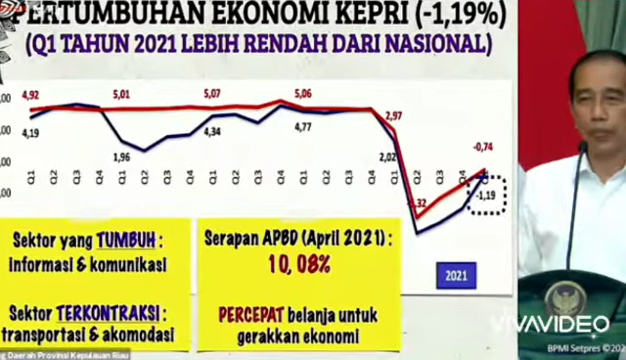 PERTUMBUHAN EKONOMI KEPRI (-1,19%)
(Q1 TAHUN 2021 LEBIH RENDAH DARI NASIONAL)
4,92
5,01
5,07
5,06
2,97
-0,74
4,19
1,96
4,34
4,77
2,02
-1,19
Q1 Q2 Q3 Q4 Q1 Q2 Q3 Q4 Q1 Q2 Q3 Q4 Q1 Q2 Q3 Q4 Q1 Q2 Q3 Q4
2021
Sektor yang TUMBUH :
informasi & komunikasi
Sektor TERKONTRAKSI :
transportasi & akomodasi
Serapan APBD (April 2021) :
10,08%
PERCEPAT belanja untuk
gerakkan ekonomi
VIVAVIDEO
BPMI Setpres ©202
Daerah Provinsi Kepulauan Riau